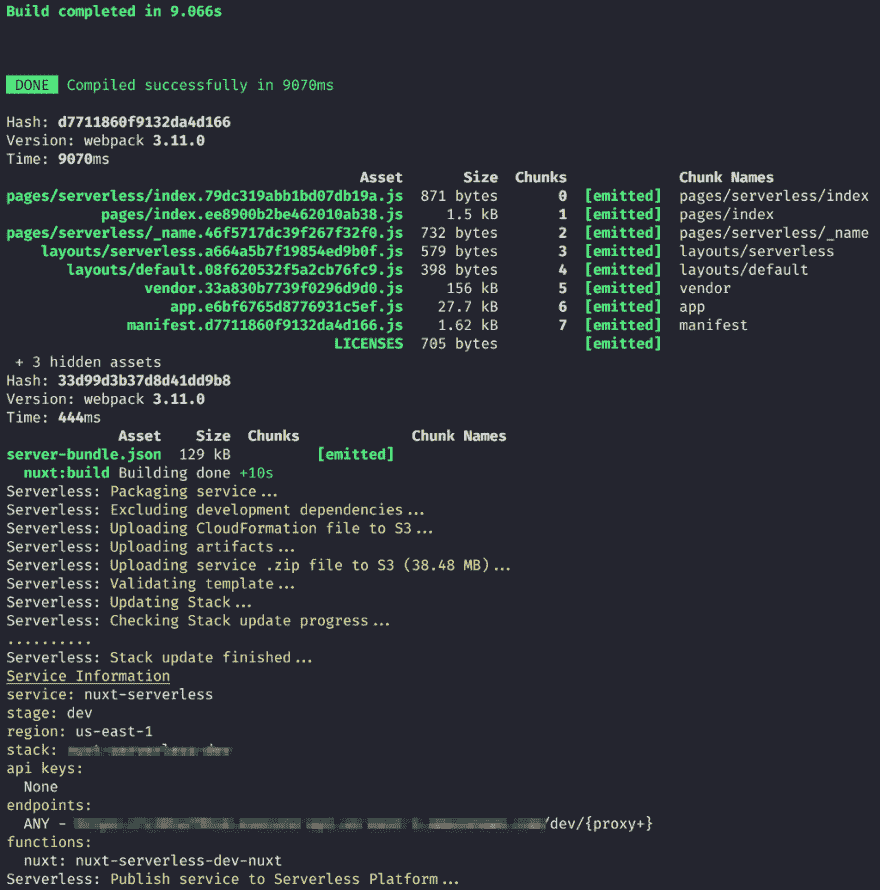 Build completed in 9.066s
DONE Compiled successfully in 9070ms
Hash: d7711860f9132da4d166
Version: webpack 3.11.0
Time: 9070ms
Asset Size Chunks Chunk Names
pages/serverless/index.79dc319abb1bd07db19a.js 871 bytes 0 [emitted] pages/serverless/index
pages/index.ee8900b2be462010ab38.js 1.5 kB 1 [emitted] pages/index
pages/serverless/_name.46f5717dc39f267f32f0.js 732 bytes 2 [emitted] pages/serverless/_name
layouts/serverless.a664a5b7f19854ed9b0f.js 579 bytes 3 [emitted] layouts/serverless
layouts/default.08f620532f5a2cb76fc9.js 398 bytes 4 [emitted] layouts/default
vendor.33a830b7739f0296d9d0.js 156 kB 5 [emitted] vendor
app.e6bf6765d8776931c5ef.js 27.7 kB 6 [emitted] app
manifest.d7711860f9132da4d166.js 1.62 kB 7 [emitted] manifest
LICENSES 705 bytes [emitted]
+ 3 hidden assets
Hash: 33d99d3b37d8d41dd9b8
Version: webpack 3.11.0
Time: 444ms
Asset Size Chunks Chunk Names
server-bundle.json 129 kB [emitted]
nuxt:build Building done +10s
Serverless: Packaging service...
Serverless: Excluding development dependencies...
Serverless: Uploading CloudFormation file to S3...
Serverless: Uploading artifacts...
Serverless: Uploading service .zip file to S3 (38.48 MB)...
Serverless: Validating template...
Serverless: Updating Stack...
Serverless: Checking Stack update progress...
..........
Serverless: Stack update finished...
Service Information
service: nuxt-serverless
stage: dev
region: us-east-1
stack:
api keys:
None
endpoints:
ANY - /dev/{proxy+}
functions:
nuxt: nuxt-serverless-dev-nuxt
Serverless: Publish service to Serverless Platform...